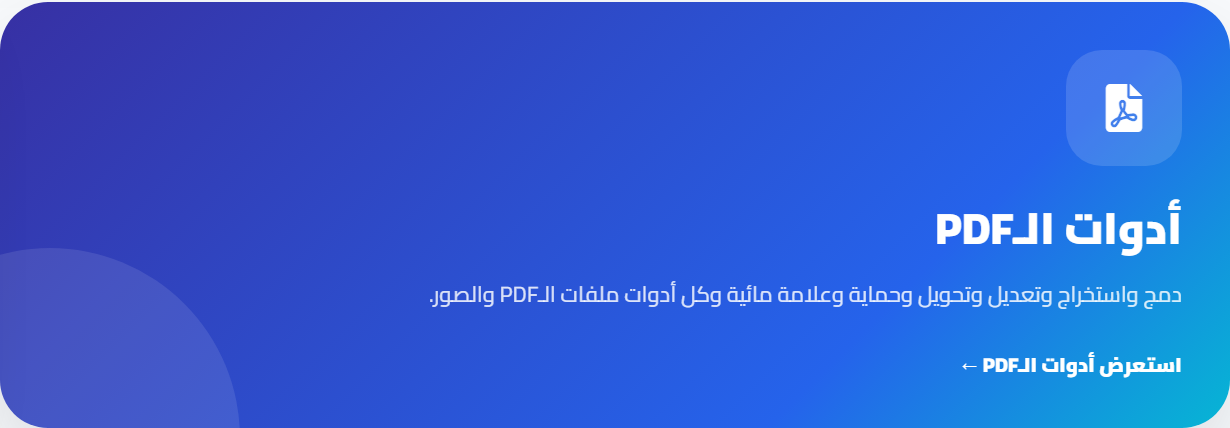 أدوات الـPDF
دمج واستخراج وتعديل وتحويل وحماية وعلامة مائية وكل أدوات ملفات الـPDF والصور.
استعرض أدوات الـPDF ←